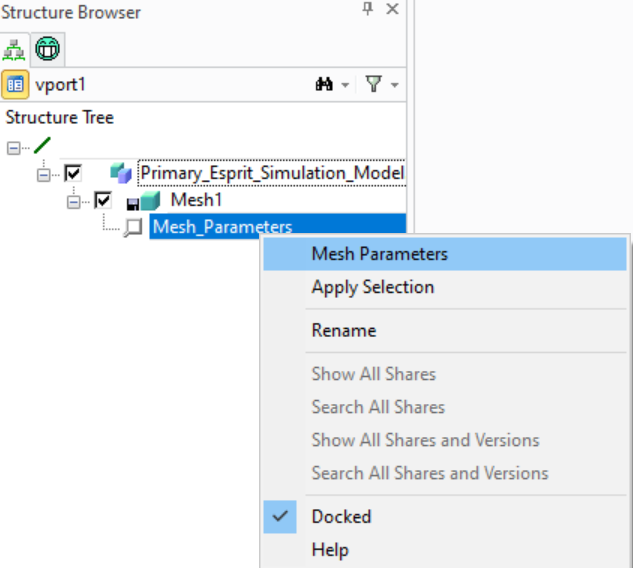 Structure Browser
vport1
Structure Tree
Primary_Esprit_Simulation_Model
Mesh1
Mesh_Parameters
Mesh Parameters
Apply Selection
Rename
Show All Shares
Search All Shares
Show All Shares and Versions
Search All Shares and Versions
Docked
Help